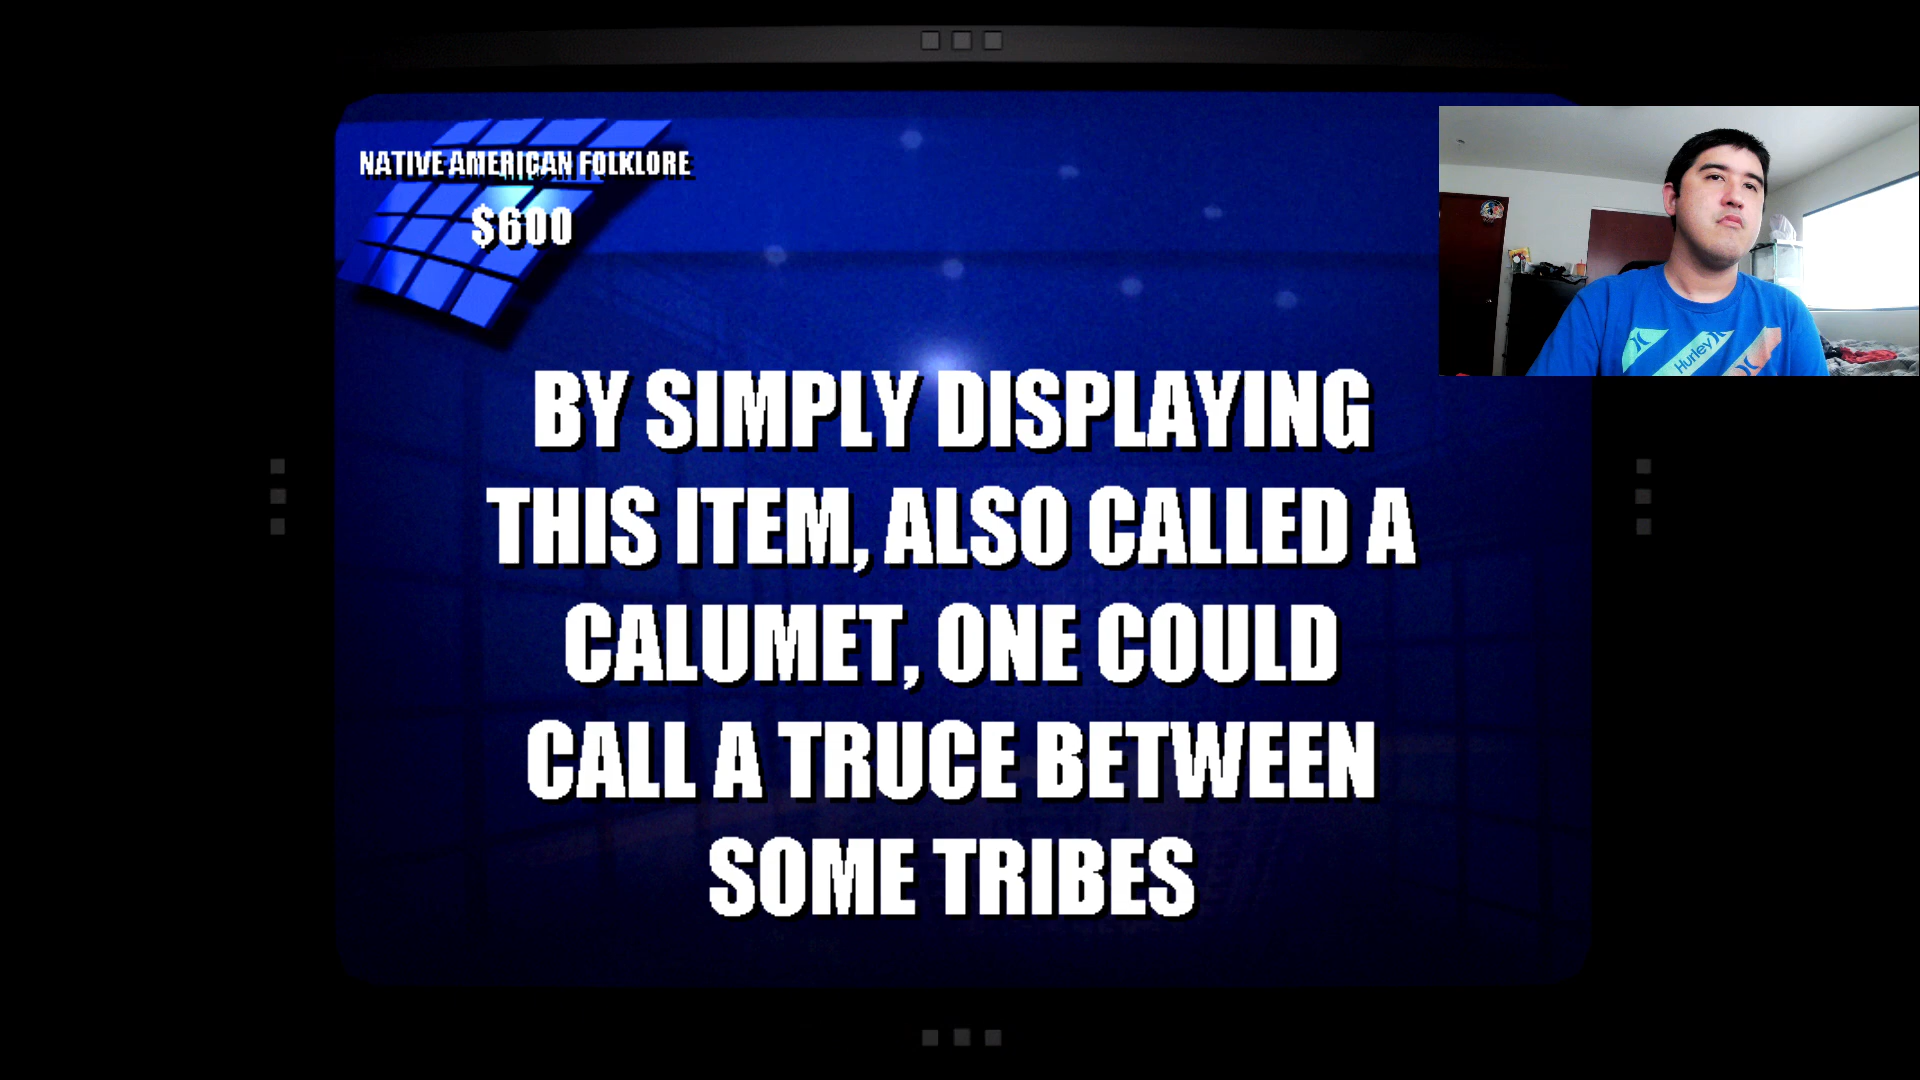 NATIVE AMERICAN FOLKLORE
$600
BY SIMPLY DISPLAYING
THIS ITEM, ALSO CALLED A
CALUMET, ONE COULD
CALL A TRUCE BETWEEN
SOME TRIBES
Hurley